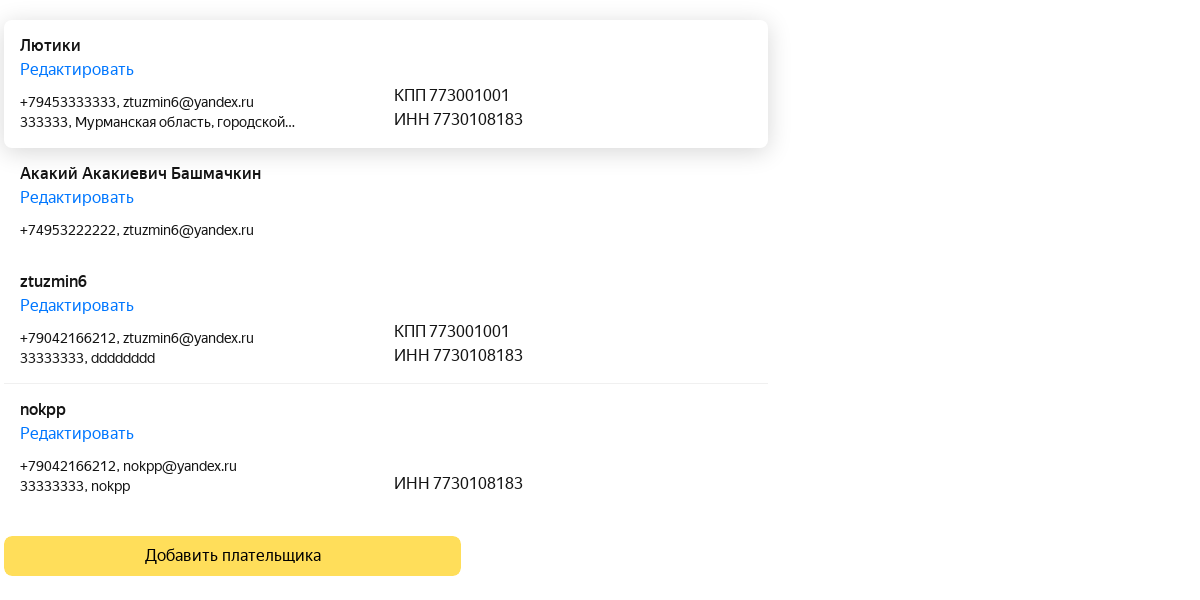 Лютики
Редактировать
+79453333333, ztuzmin6@yandex.ru
333333, Мурманская область, городской...
КПП 773001001
ИНН 7730108183
Акакий Акакиевич Башмачкин
Редактировать
+74953222222, ztuzmin6@yandex.ru
ztuzmin6
Редактировать
+79042166212, ztuzmin6@yandex.ru
33333333, dddddddd
КПП 773001001
ИНН 7730108183
nokpp
Редактировать
+79042166212, nokpp@yandex.ru
33333333, nokpp
ИНН 7730108183
Добавить плательщика